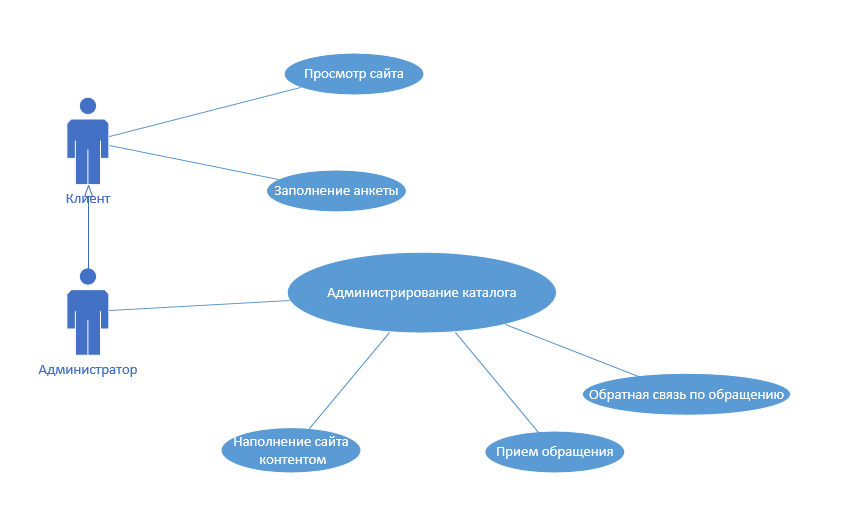 Просмотр сайта
Клиент
Заполнение анкеты
Администрирование каталога
Администратор
Обратная связь по обращению
Наполнение сайта
контентом
Прием обращения